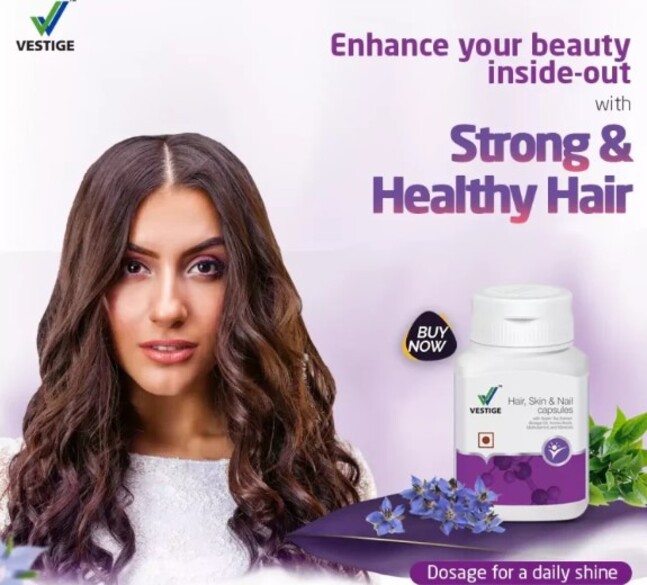 VESTIGE
Enhance your beauty
inside-out
with
Strong &
Healthy Hair
BUY
NOW
VESTIGE
Hair, Skin & Nail
capsules
Dosage for a daily shine